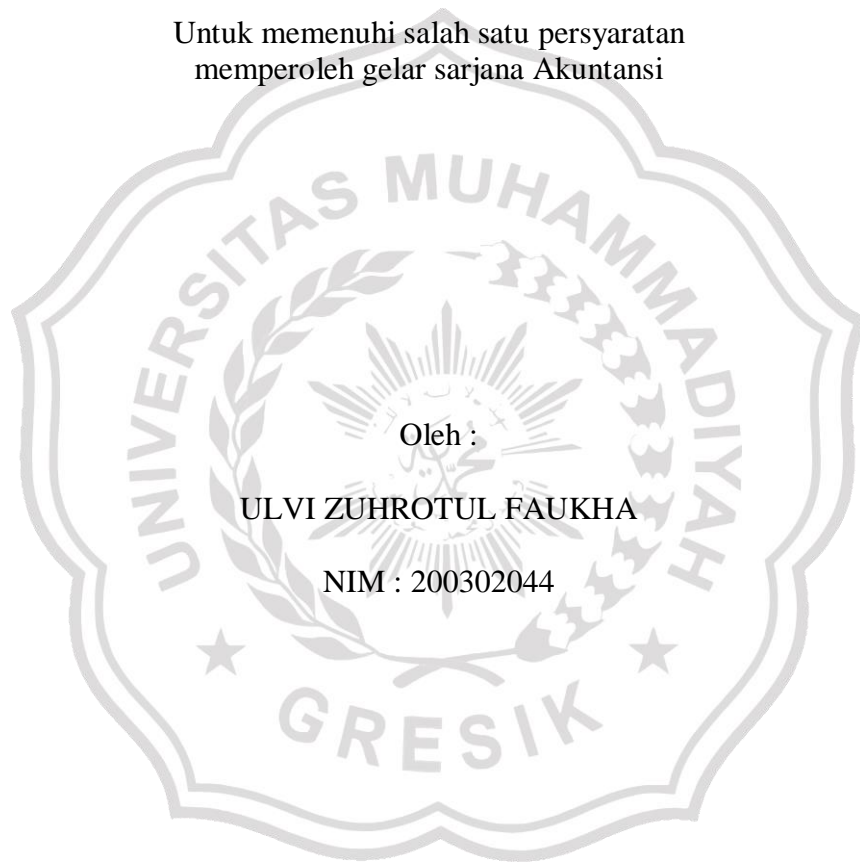 Untuk memenuhi salah satu persyaratan
memperoleh gelar sarjana Akuntansi
UNIVERSITAS MUHAMMADIYAH
Oleh :
ULVI ZUHROTUL FAUKHA
NIM : 200302044
GRESIK